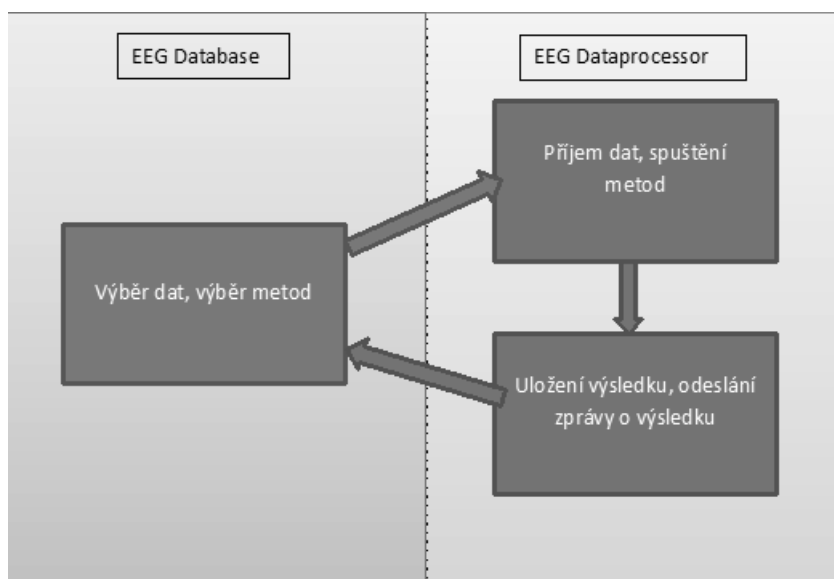 EEG Database
EEG Dataprocessor
Příjem dat, spuštění
metod
Výběr dat, výběr metod
Uložení výsledku, odeslání
zprávy o výsledku